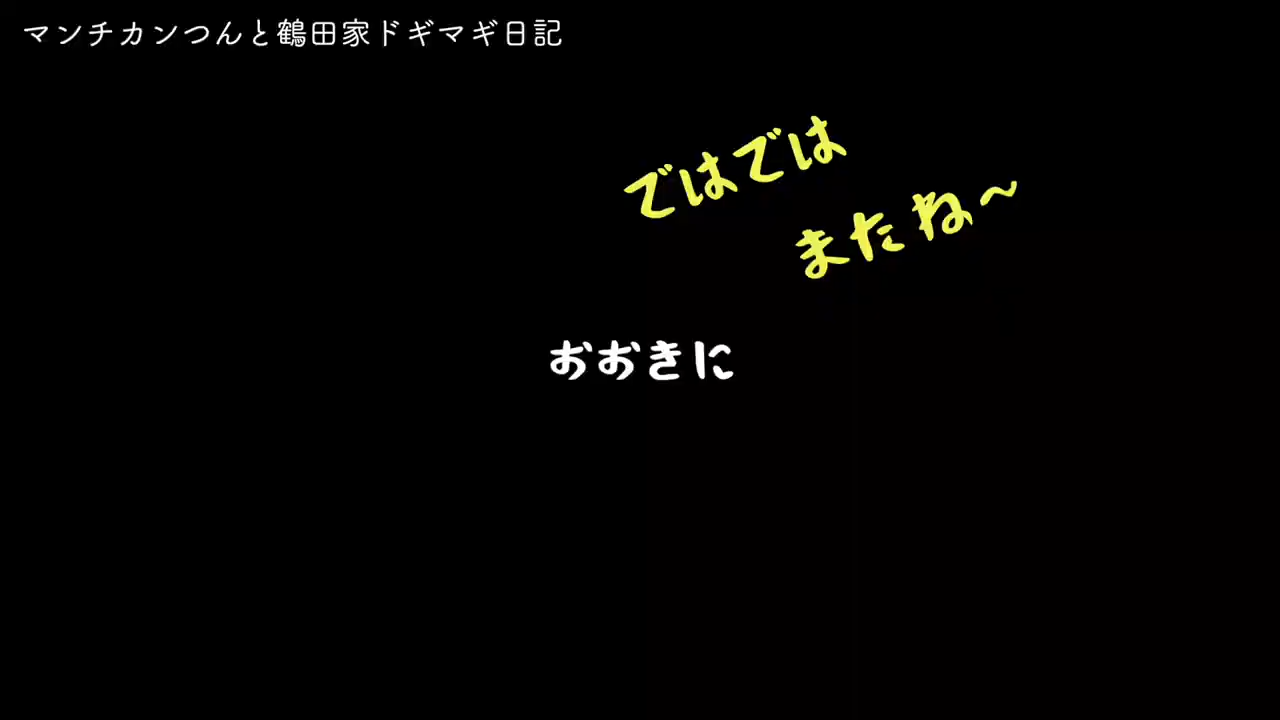 マンチカンつんと鶴田家ドギマギ日記
ではでは
またね～
おおきに